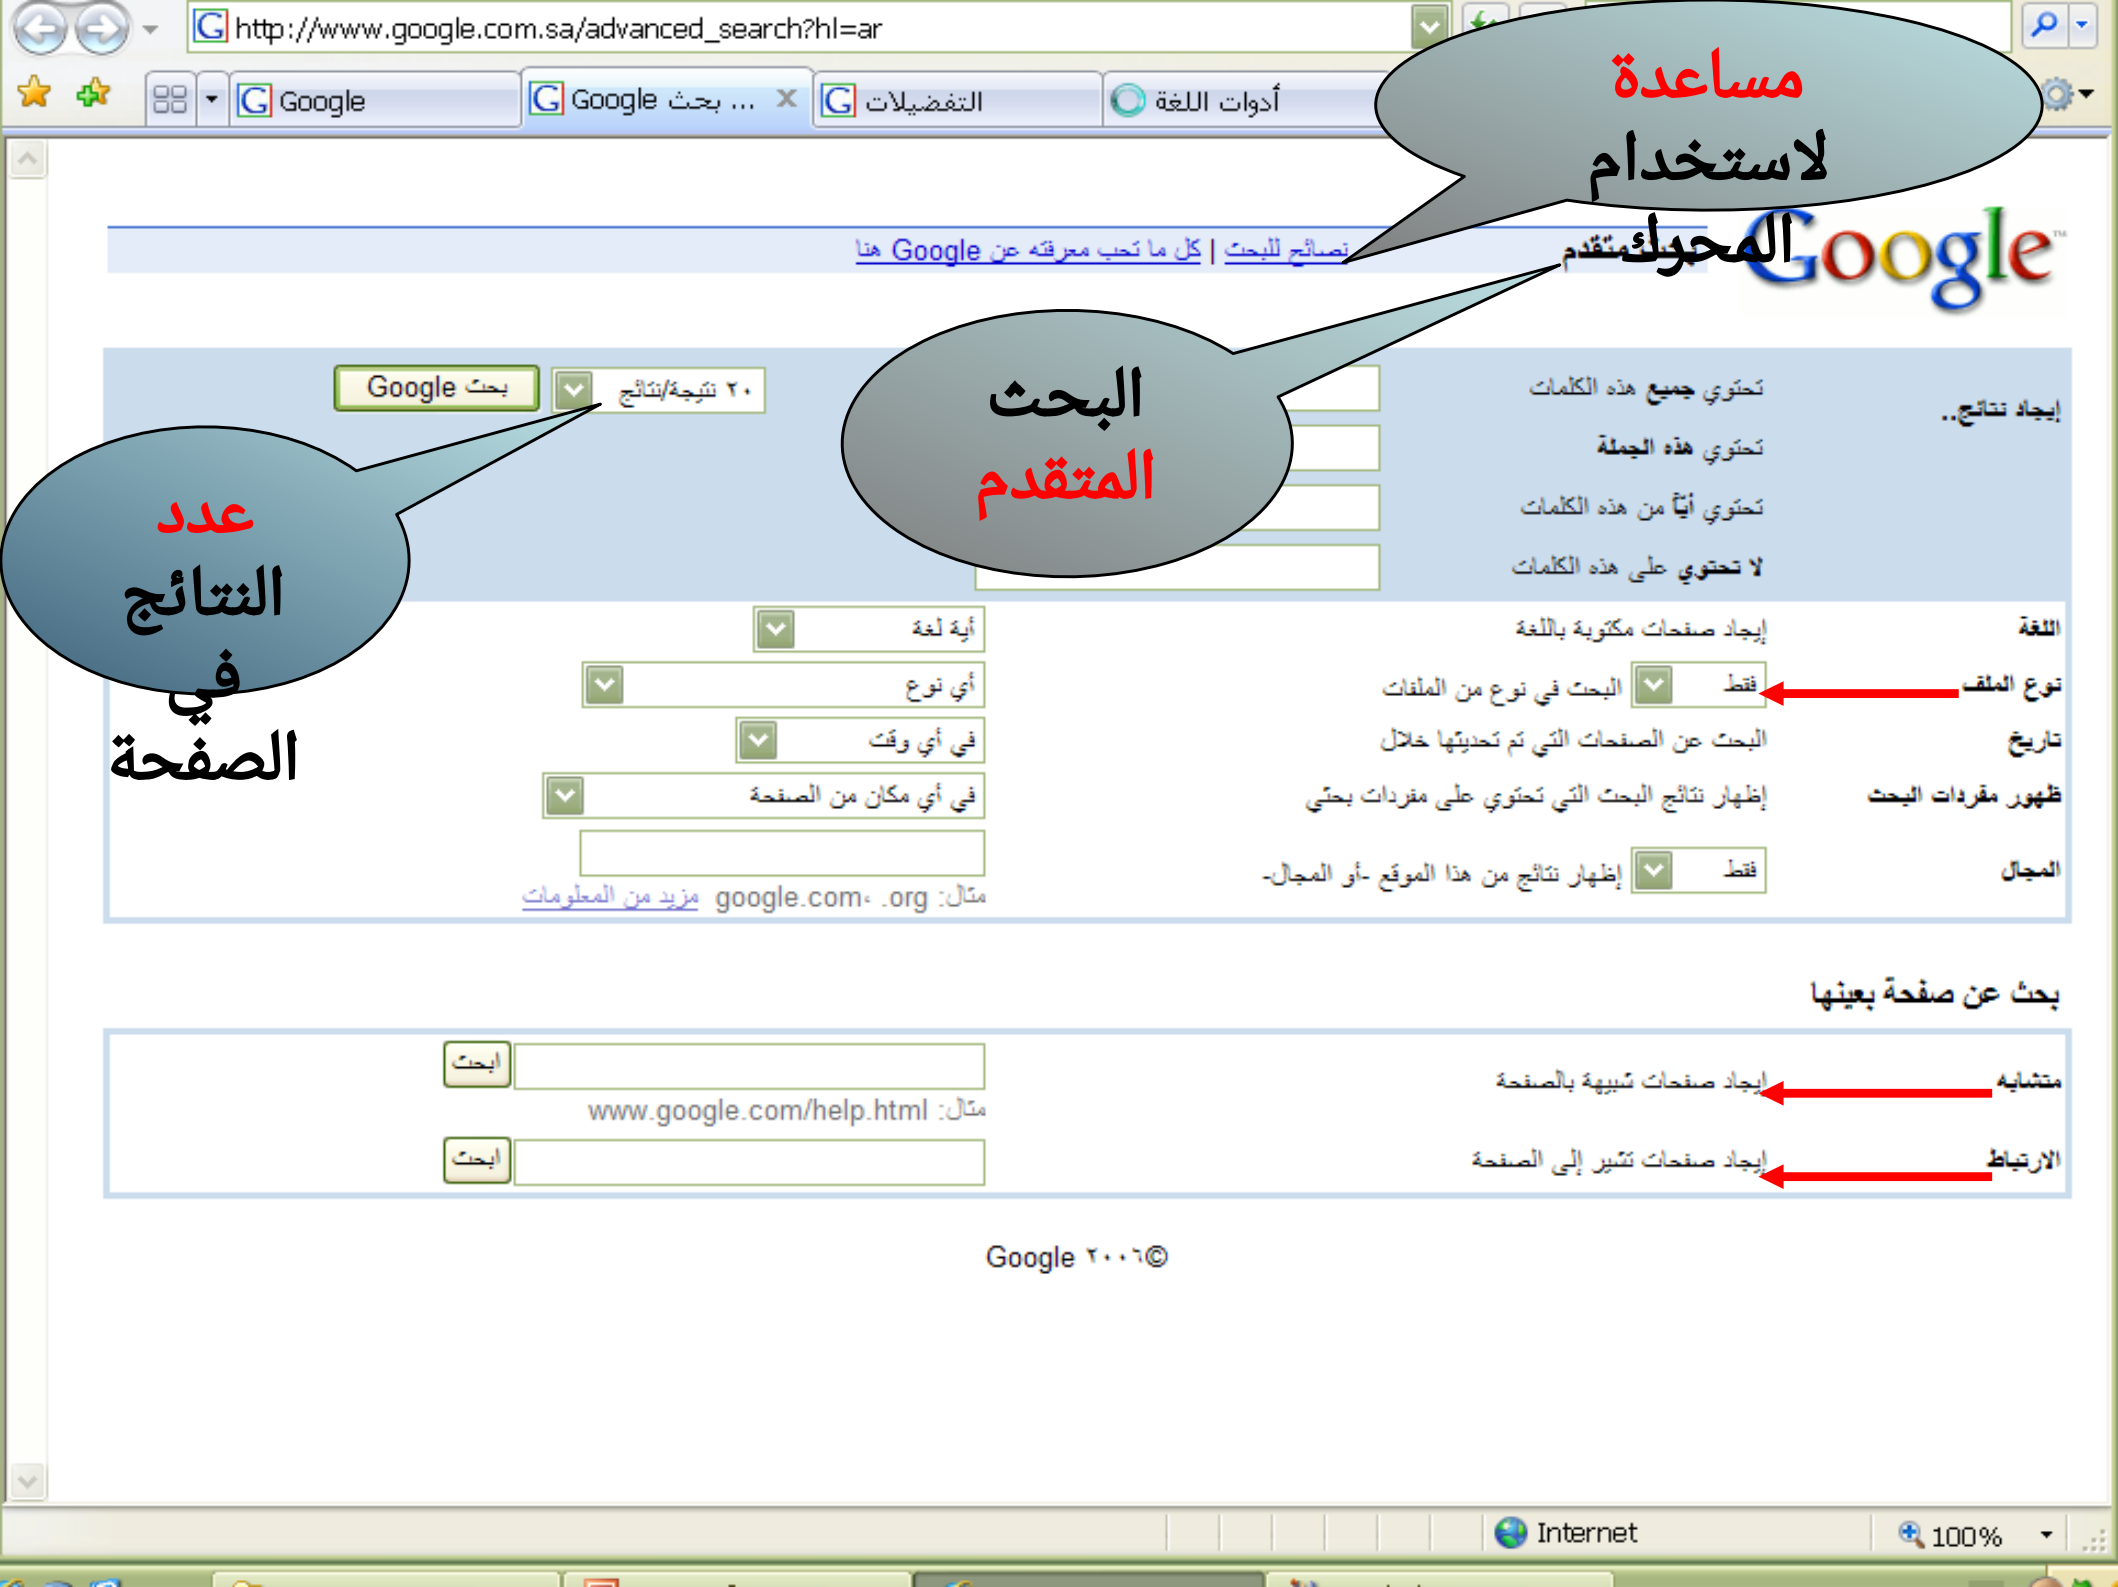 http://www.google.com.sa/advanced_search?hl=ar
Google
بحث Google ...
التفضيلات
أدوات اللغة
مساعدة
لاستخدام
المحرك
Google
متقدم
نصائح للبحث | كل ما تحب معرفته عن Google هنا
البحث
المتقدم
عدد
النتائج
في
الصفحة
إيجاد نتائج..
تحتوي جميع هذه الكلمات
٢٠ نتيجة/نتائج
بحث Google
تحتوي هذه الجملة
تحتوي أيًّا من هذه الكلمات
لا تحتوي على هذه الكلمات
اللغة إيجاد صفحات مكتوبة باللغة أية لغة
نوع الملف فقط البحث في نوع من الملفات أي نوع
تاريخ البحث عن الصفحات التي تم تحديثها خلال في أي وقت
ظهور مفردات البحث إظهار نتائج البحث التي تحتوي على مفردات بحثي في أي مكان من الصفحة
المجال فقط إظهار نتائج من هذا الموقع -أو المجال-
مثال: google.com، .org مزيد من المعلومات
بحث عن صفحة بعينها
متشابه إيجاد صفحات شبيهة بالصفحة ابحث
مثال: www.google.com/help.html
الارتباط إيجاد صفحات تشير إلى الصفحة ابحث
©٢٠٠٦ Google
Internet
100%